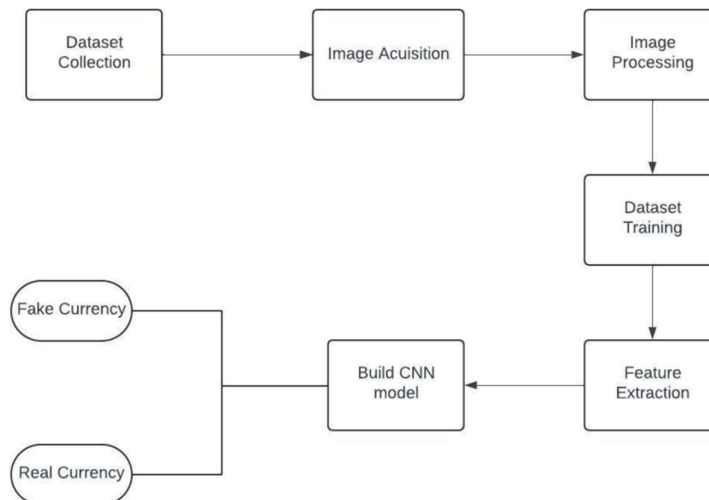 Dataset
Collection
Image Acuisition
Image
Processing
Dataset
Training
Fake Currency
Build CNN
model
Feature
Extraction
Real Currency